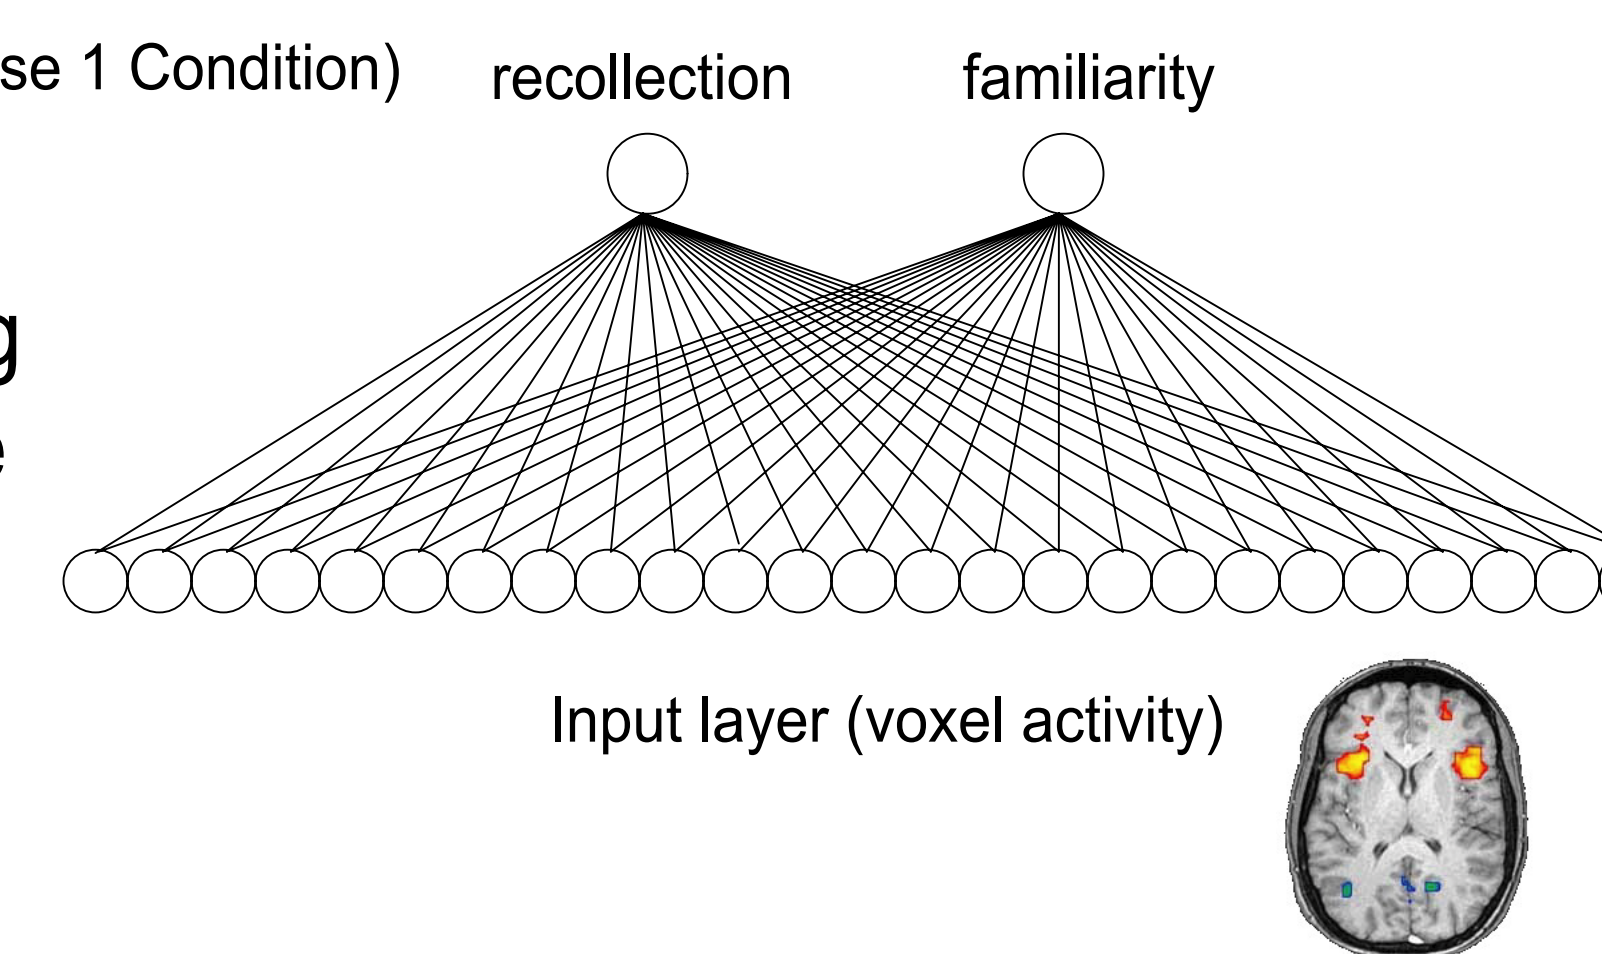 se 1 Condition)
recollection
familiarity
g
e
Input layer (voxel activity)